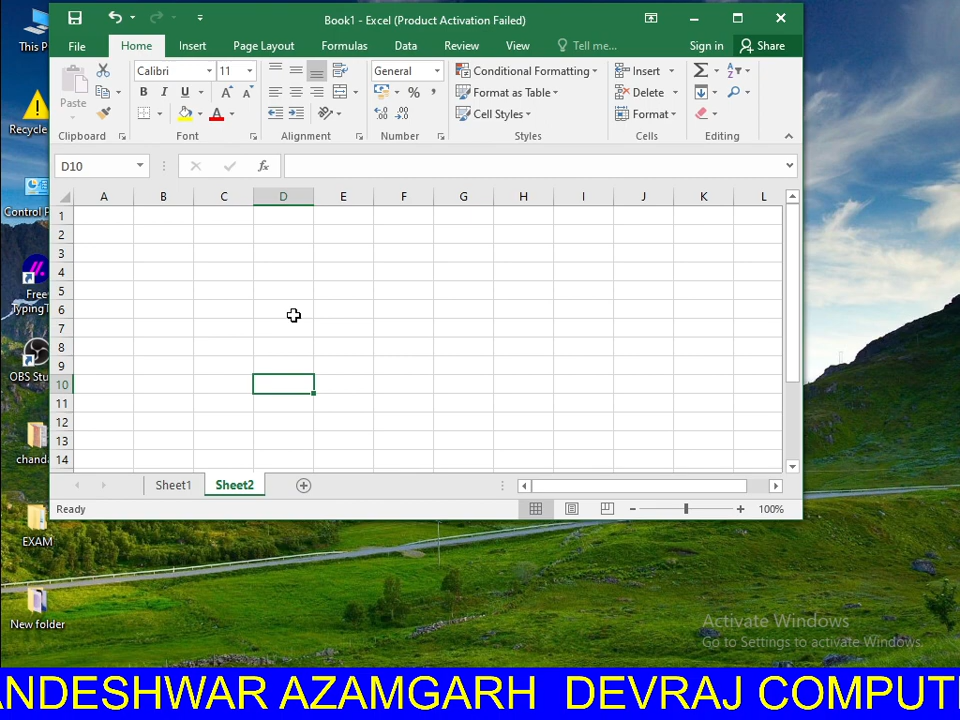 Book1 - Excel (Product Activation Failed)
File Home Insert Page Layout Formulas Data Review View Tell me... Sign in Share
Paste Calibri 11 General Conditional Formatting Insert
B I U % , Format as Table Delete
A Cell Styles Format
Clipboard Font Alignment Number Styles Cells Editing
D10 fx
A B C D E F G H I J K L
1
2
3
4
5
6
7
8
9
10
11
12
13
14
Sheet1 Sheet2
Ready 100%
This P
Recycle
Control P
Free
TypingT
OBS Stu
chanda
EXAM
New folder
Activate Windows
Go to Settings to activate Windows.
ANDESHWAR AZAMGARH DEVRAJ COMPUT